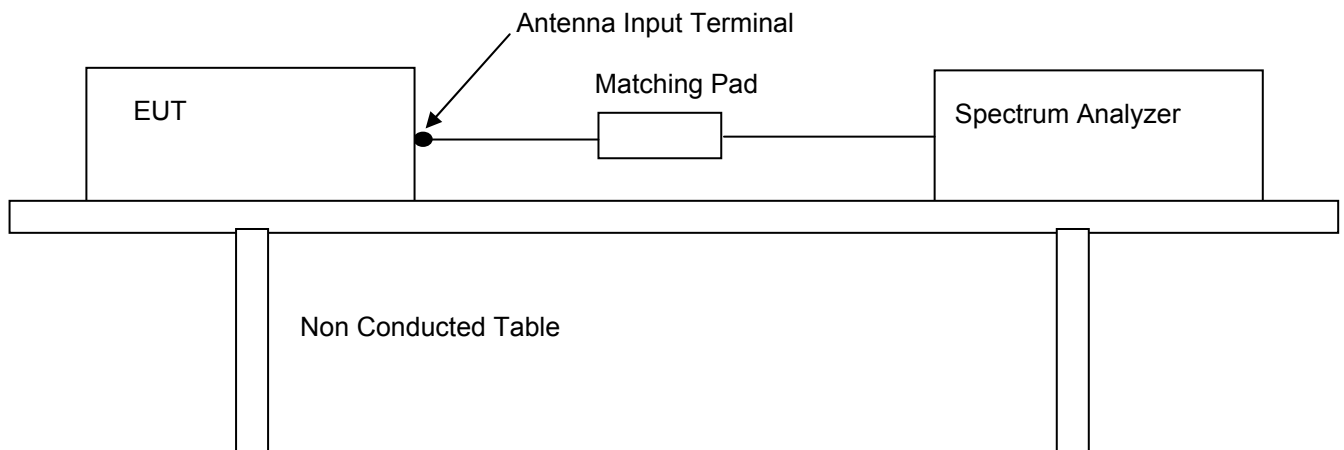 Antenna Input Terminal
Matching Pad
EUT
Spectrum Analyzer
Non Conducted Table